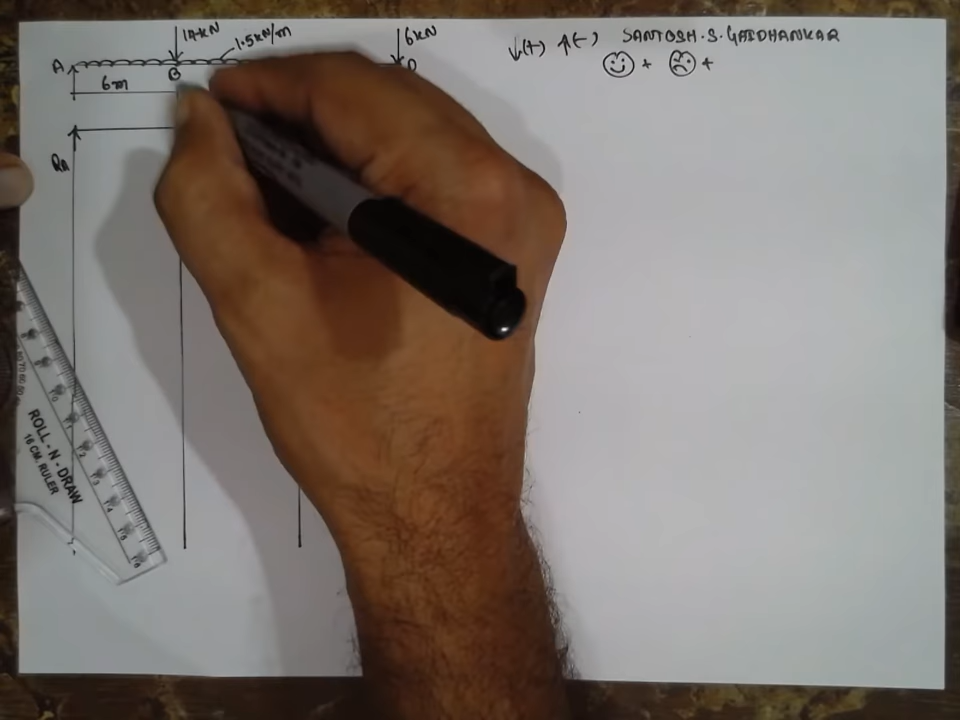 14kN
1.5kN/m
6kN
↓(+) ↑(-) SANTOSH.S.GAIDHANKAR
A
B
D
+ +
6m
RA
ROLL-N-DRAW
16 CM. RULER